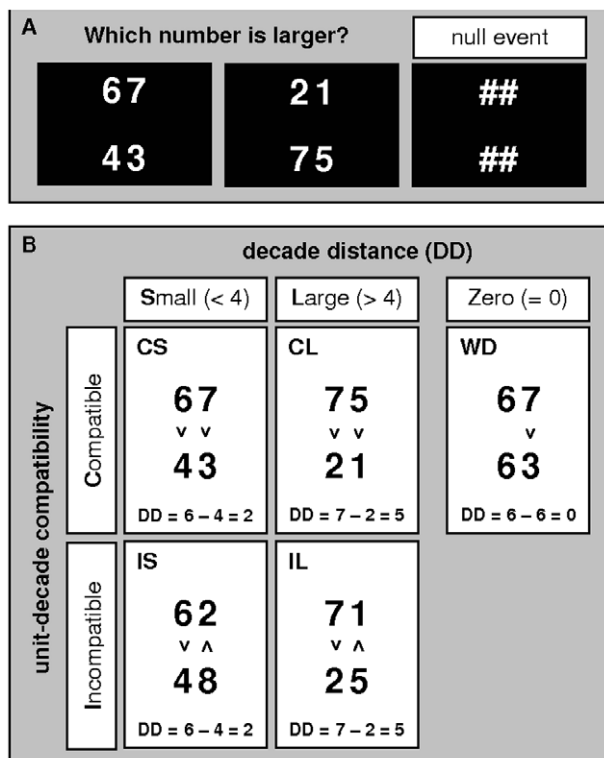 A
Which number is larger?
null event
67
21
##
43
75
##
B
decade distance (DD)
Small (< 4)
Large (> 4)
Zero (= 0)
unit-decade compatibility
Compatible
CS
67
v v
43
DD = 6 – 4 = 2
CL
75
v v
21
DD = 7 – 2 = 5
WD
67
v
63
DD = 6 – 6 = 0
Incompatible
IS
62
v ʌ
48
DD = 6 – 4 = 2
IL
71
v ʌ
25
DD = 7 – 2 = 5